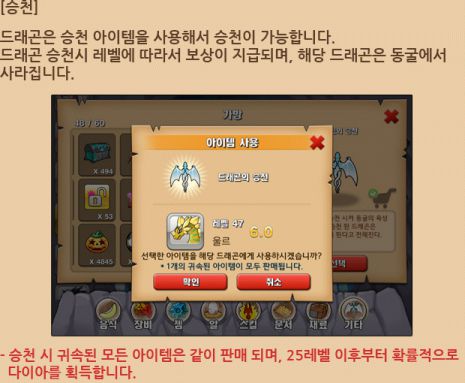 [승천]
드래곤은 승천 아이템을 사용해서 승천이 가능합니다.
드래곤 승천시 레벨에 따라서 보상이 지급되며, 해당 드래곤은 동굴에서
사라집니다.
가방
48 / 60
아이템 사용
드래곤의 승천
X 494
X 53
X 4845
레벨 47
6.0
울르
선택한 아이템을 해당 드래곤에게 사용하시겠습니까?
• 1개의 귀속된 아이템이 모두 판매됩니다.
확인
취소
선택
음식
장비
젬
알
스킬
문서
재료
기타
- 승천 시 귀속된 모든 아이템은 같이 판매 되며, 25레벨 이후부터 확률적으로
다이아를 획득합니다.